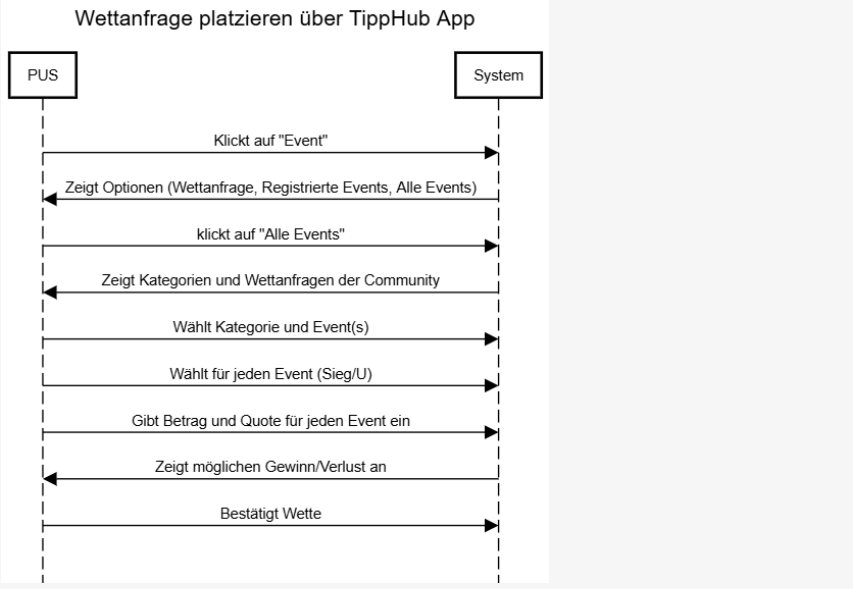 Wettanfrage platzieren über TippHub App
PUS
System
Klickt auf "Event"
Zeigt Optionen (Wettanfrage, Registrierte Events, Alle Events)
klickt auf "Alle Events"
Zeigt Kategorien und Wettanfragen der Community
Wählt Kategorie und Event(s)
Wählt für jeden Event (Sieg/U)
Gibt Betrag und Quote für jeden Event ein
Zeigt möglichen Gewinn/Verlust an
Bestätigt Wette